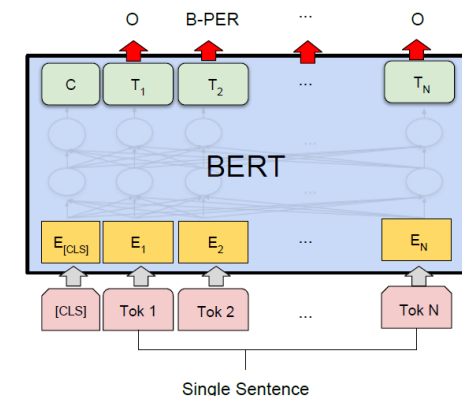 O B-PER ... O
C T1 T2 ... TN
...
BERT
...
E[CLS] E1 E2 ... EN
[CLS] Tok 1 Tok 2 ... Tok N
Single Sentence